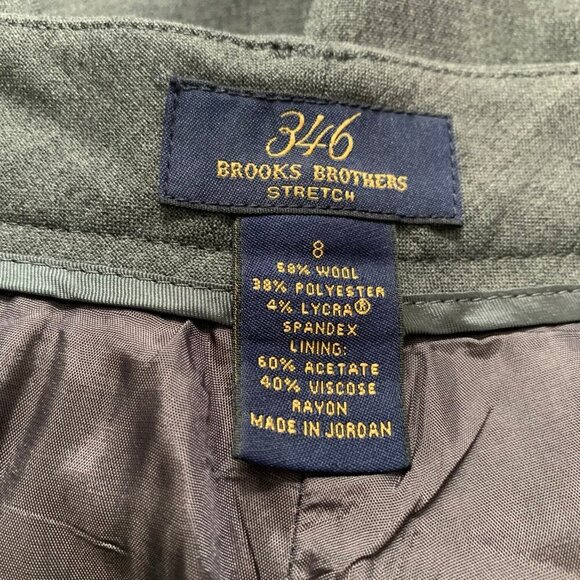 346
BROOKS BROTHERS
STRETCH
8
58% WOOL
38% POLYESTER
4% LYCRA®
SPANDEX
LINING:
60% ACETATE
40% VISCOSE
RAYON
MADE IN JORDAN